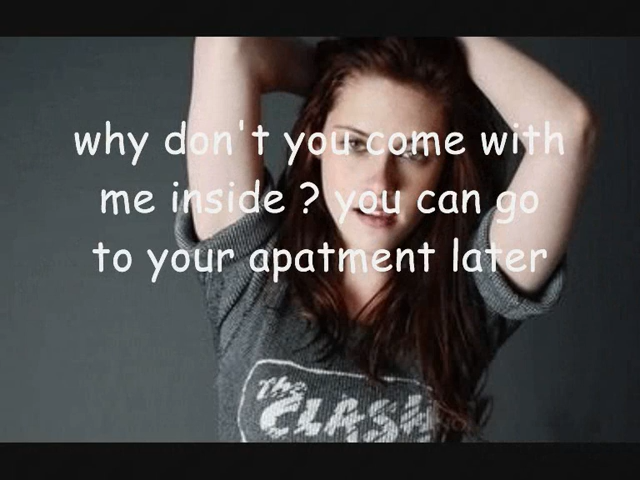 why don't you come with
me inside ? you can go
to your apatment later
The
CLASH